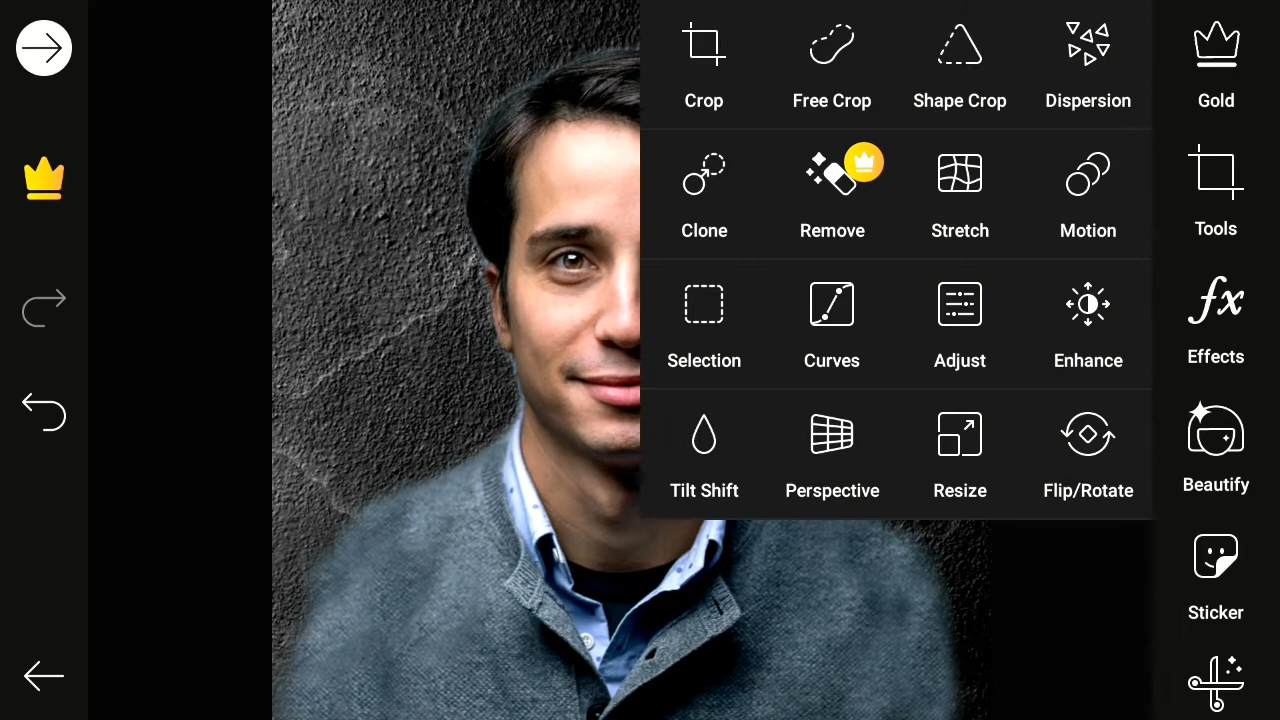 Crop
Free Crop
Shape Crop
Dispersion
Clone
Remove
Stretch
Motion
Selection
Curves
Adjust
Enhance
Tilt Shift
Perspective
Resize
Flip/Rotate
Gold
Tools
fx
Effects
Beautify
Sticker